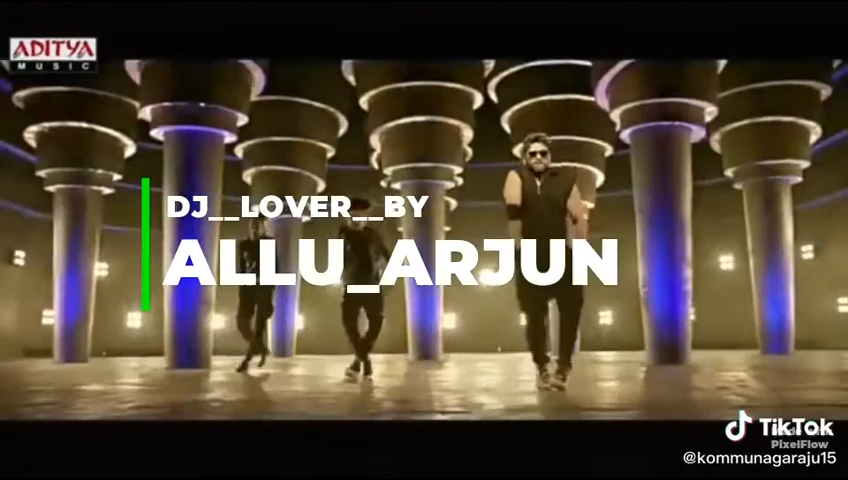 ADITYA
MUSIC
DJ__LOVER__BY
ALLU_ARJUN
TikTok
PixelFlow
@kommunagaraju15